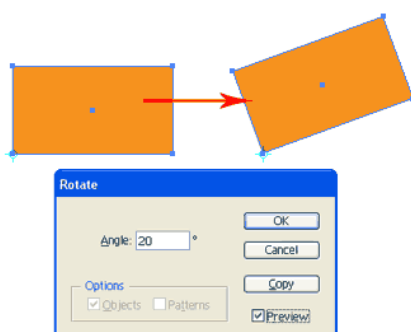 Rotate
Angle: 20 °
OK
Cancel
Copy
Options
Objects Patterns
Preview